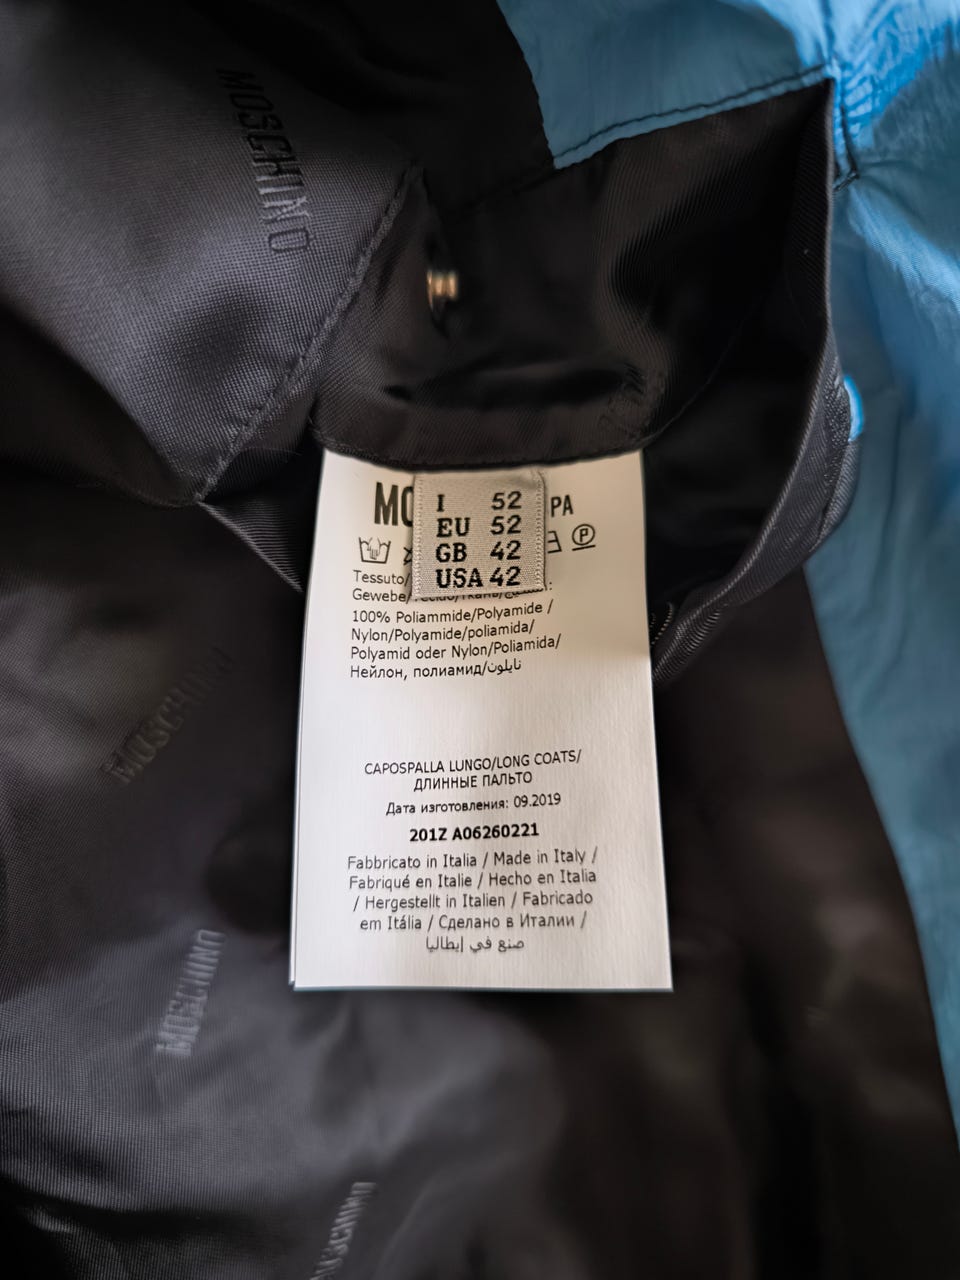 MOSCHINO
I 52
EU 52
GB 42
USA 42
PA
Tessuto/
Gewebe/
100% Poliammide/Polyamide /
Nylon/Polyamide/poliamida/
Polyamid oder Nylon/Poliamida/
Нейлон, полиамид/نايلون
CAPOSPALLA LUNGO/LONG COATS/
ДЛИННЫЕ ПАЛЬТО
Дата изготовления: 09.2019
201Z A06260221
Fabbricato in Italia / Made in Italy /
Fabriqué en Italie / Hecho en Italia
/ Hergestellt in Italien / Fabricado
em Itália / Сделано в Италии /
صنع في إيطاليا
MOSCHINO
MOSCHINO
MOSCHINO